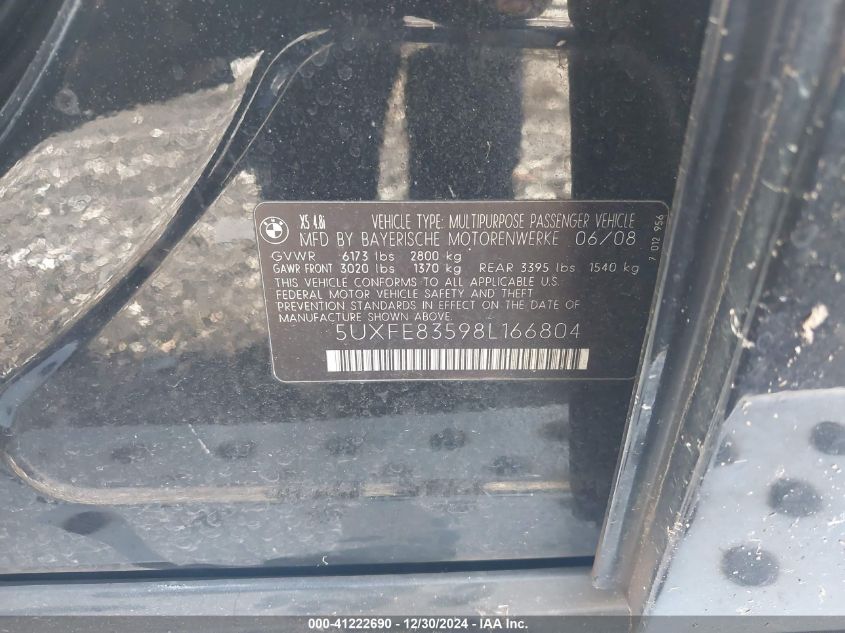 BMW
X5 4.8i VEHICLE TYPE: MULTIPURPOSE PASSENGER VEHICLE
MFD BY BAYERISCHE MOTORENWERKE 06/08
GVWR 6173 lbs 2800 kg
GAWR FRONT 3020 lbs 1370 kg REAR 3395 lbs 1540 kg
THIS VEHICLE CONFORMS TO ALL APPLICABLE U.S.
FEDERAL MOTOR VEHICLE SAFETY AND THEFT
PREVENTION STANDARDS IN EFFECT ON THE DATE OF
MANUFACTURE SHOWN ABOVE.
5UXFE83598L166804
7 012 956
000-41222690 - 12/30/2024 - IAA Inc.